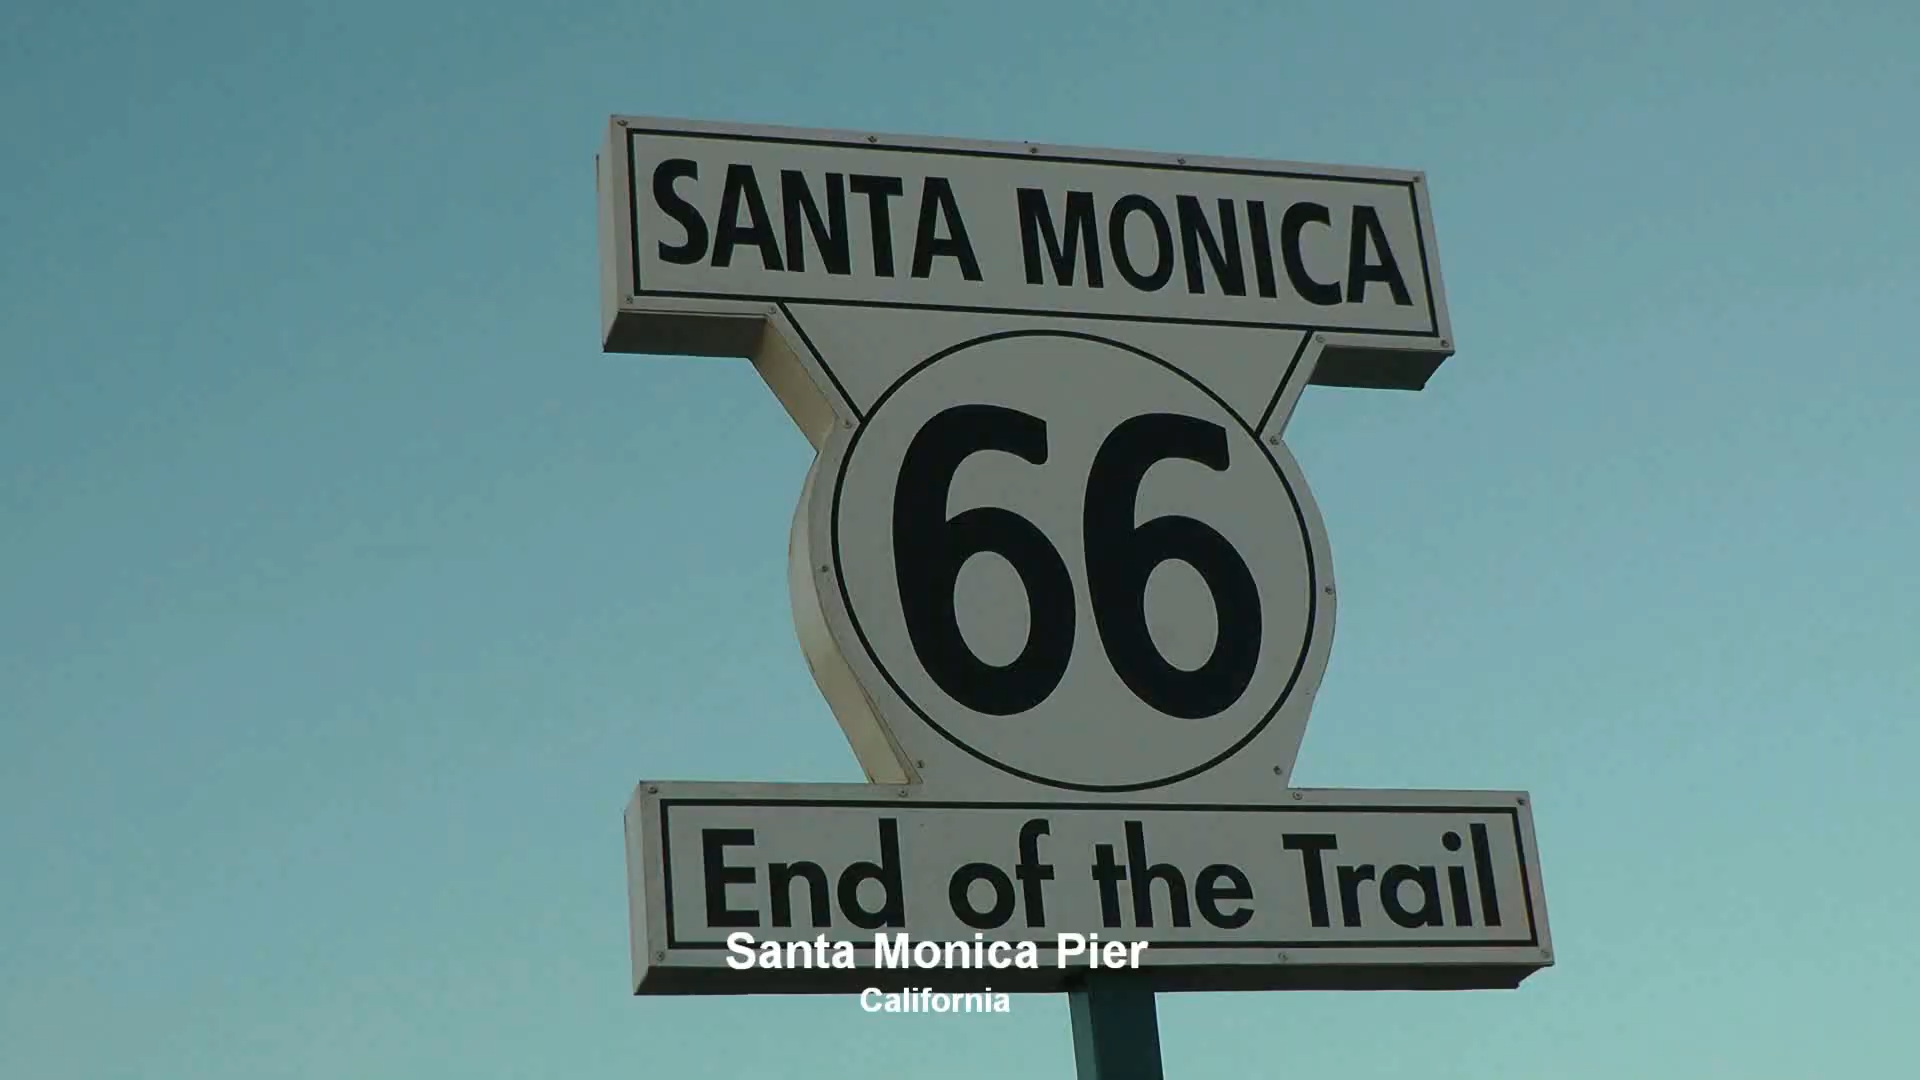 SANTA MONICA
66
End of the Trail
Santa Monica Pier
California